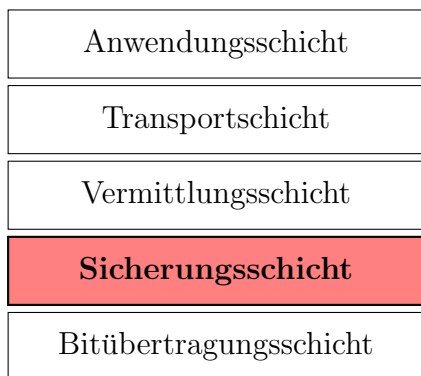 Anwendungsschicht
Transportschicht
Vermittlungsschicht
Sicherungsschicht
Bitübertragungsschicht